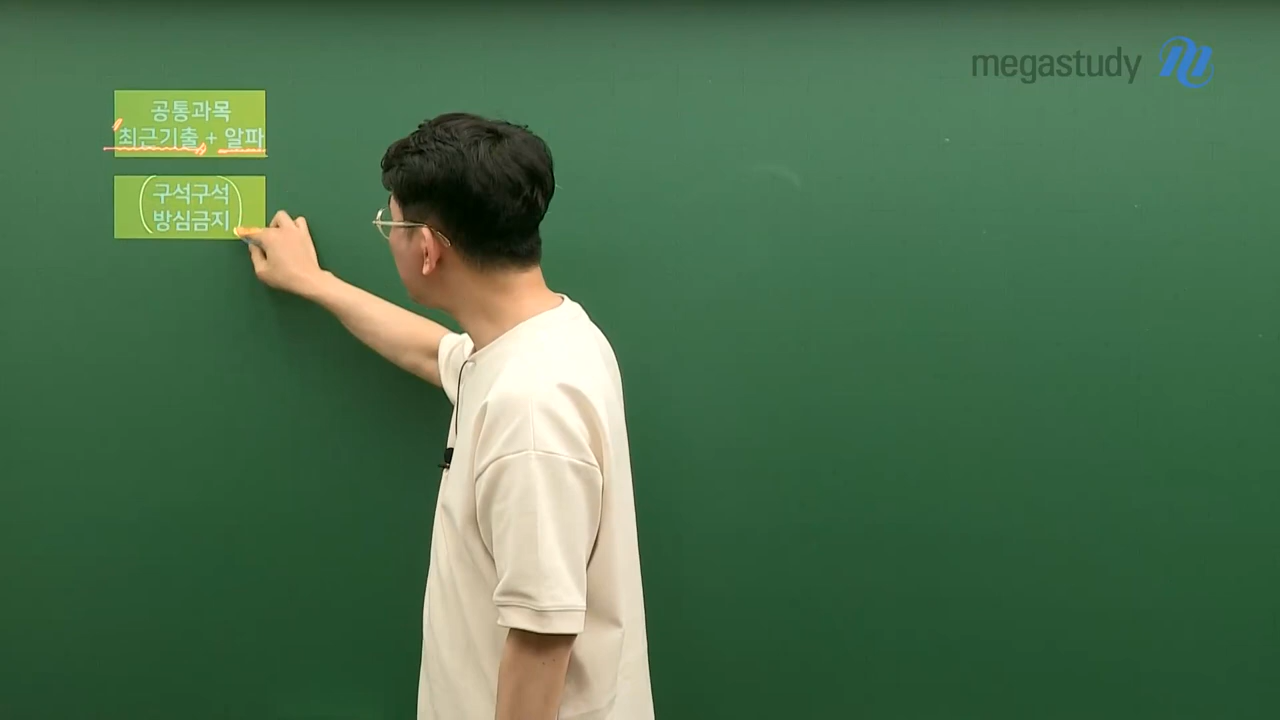 megastudy
공통과목
최근기출 + 알파
(구석구석
방심금지)